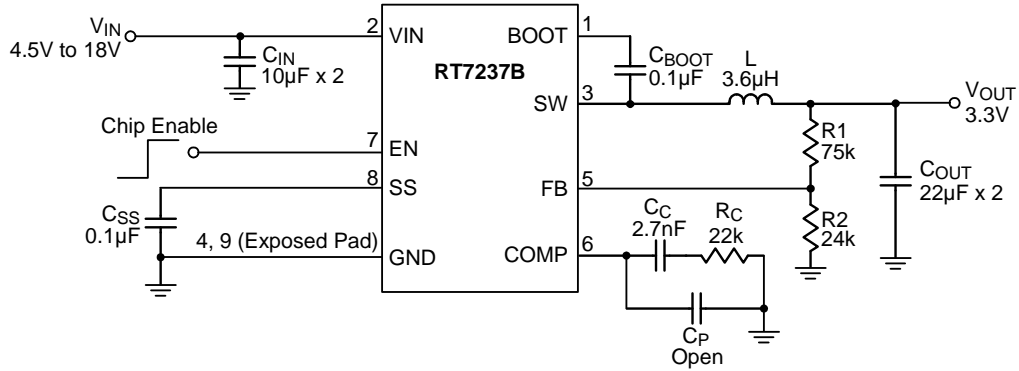 VIN
4.5V to 18V
CIN
10µF x 2
2
VIN
RT7237B
BOOT
1
CBOOT
0.1µF
L
3.6µH
SW
3
VOUT
3.3V
Chip Enable
7
EN
R1
75k
COUT
22µF x 2
8
SS
FB
5
CSS
0.1µF
R2
24k
4, 9 (Exposed Pad)
GND
COMP
6
CC
2.7nF
RC
22k
CP
Open